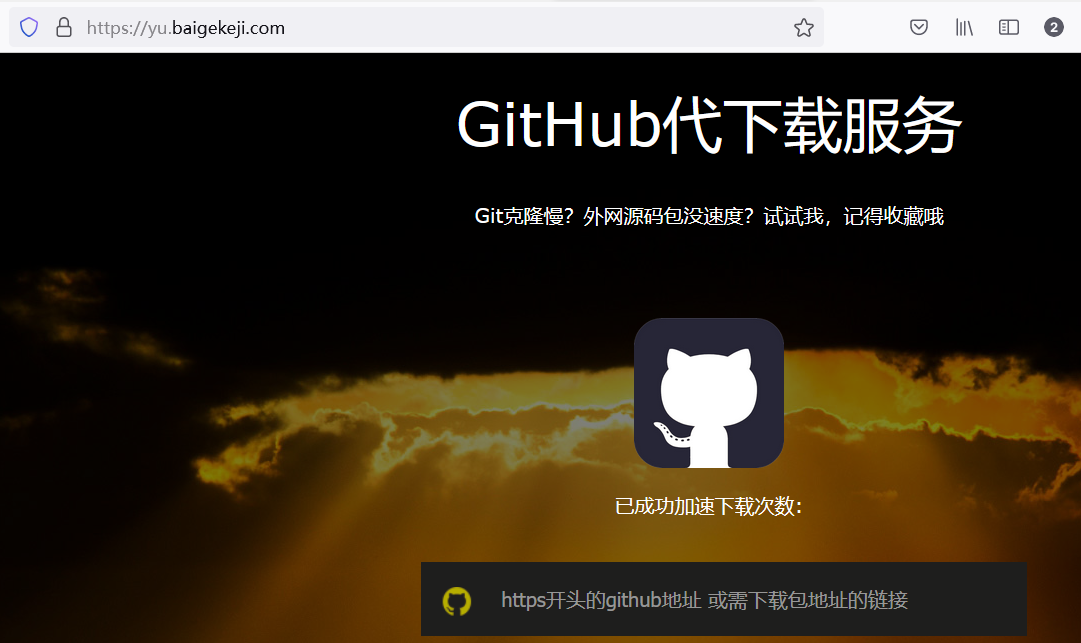 https://yu.baigekeji.com
2
GitHub代下载服务
Git克隆慢？外网源码包没速度？试试我，记得收藏哦
已成功加速下载次数：
https开头的github地址 或需下载包地址的链接